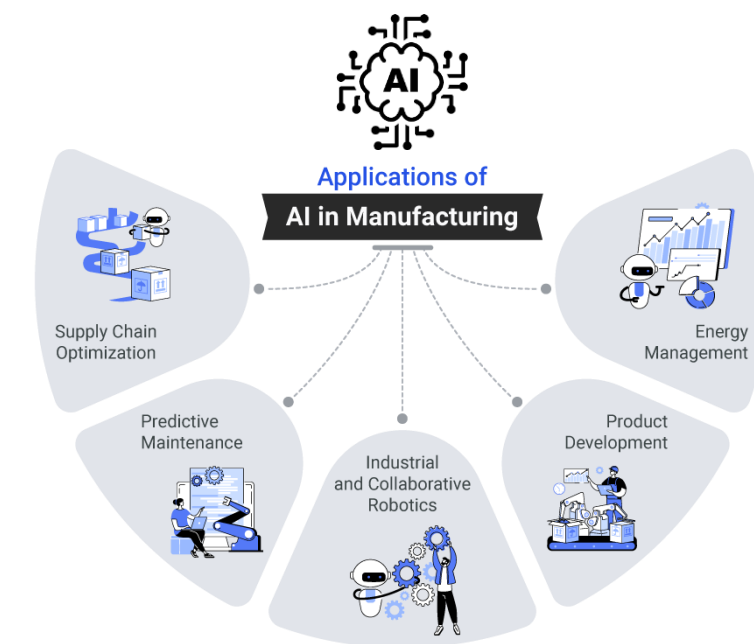 AI
Applications of
AI in Manufacturing
Supply Chain
Optimization
Predictive
Maintenance
Industrial
and Collaborative
Robotics
Product
Development
Energy
Management